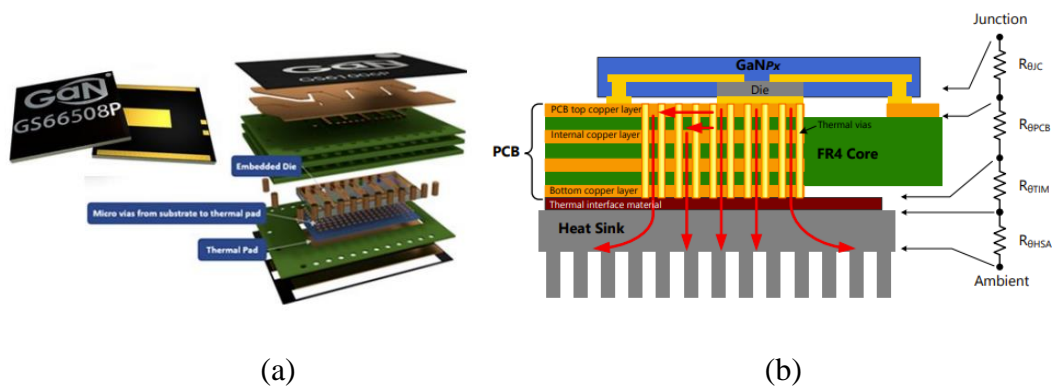 GaN
GS66508P
GaN
GS61008P
Embedded Die
Micro vias from substrate to thermal pad
Thermal Pad
(a)
GaNPx
Die
PCB top copper layer
Internal copper layer
Bottom copper layer
PCB
Thermal vias
FR4 Core
Thermal interface material
Heat Sink
Junction
RθJC
RθPCB
RθTIM
RθHSA
Ambient
(b)